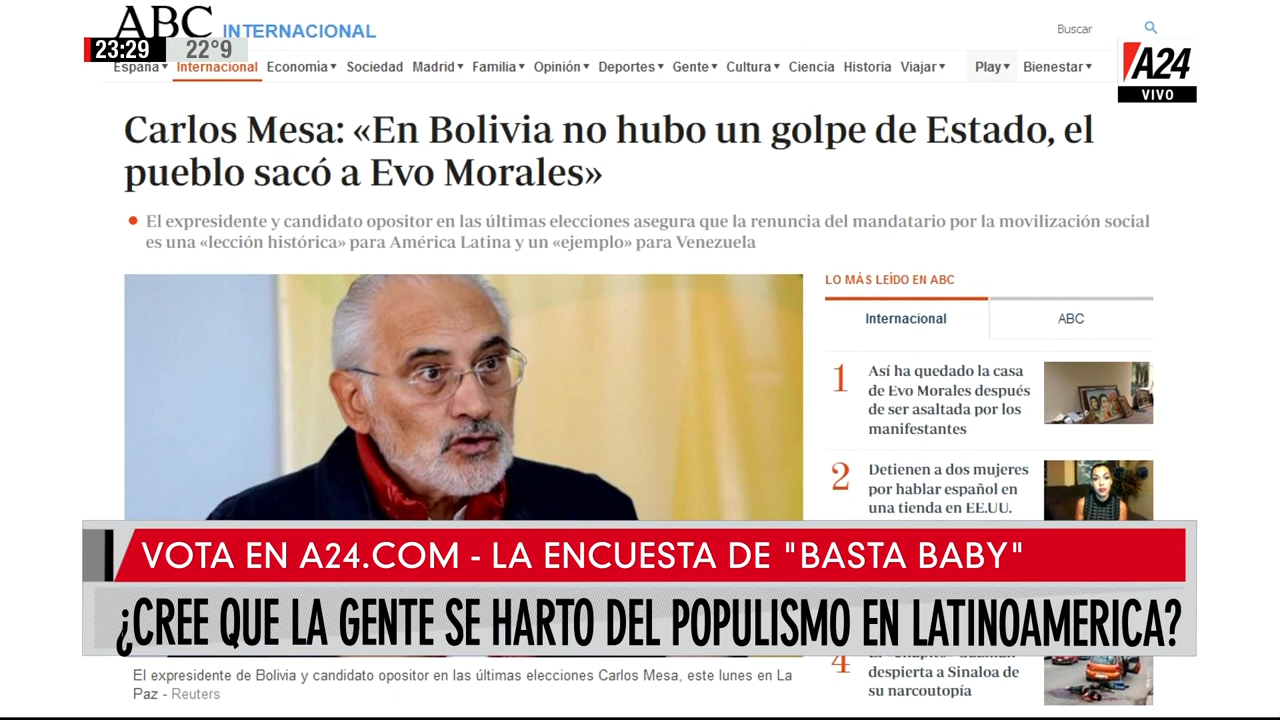 ABC INTERNACIONAL
Buscar
23:29 22°9
España Internacional Economía Sociedad Madrid Familia Opinión Deportes Gente Cultura Ciencia Historia Viajar Play Bienestar
A24
VIVO
Carlos Mesa: «En Bolivia no hubo un golpe de Estado, el
pueblo sacó a Evo Morales»
El expresidente y candidato opositor en las últimas elecciones asegura que la renuncia del mandatario por la movilización social
es una «lección histórica» para América Latina y un «ejemplo» para Venezuela
LO MÁS LEÍDO EN ABC
Internacional ABC
1 Así ha quedado la casa
de Evo Morales después
de ser asaltada por los
manifestantes
2 Detienen a dos mujeres
por hablar español en
una tienda en EE.UU.
VOTA EN A24.COM - LA ENCUESTA DE "BASTA BABY"
¿CREE QUE LA GENTE SE HARTO DEL POPULISMO EN LATINOAMERICA?
4
despierta a Sinaloa de
su narcoutopía
El expresidente de Bolivia y candidato opositor en las últimas elecciones Carlos Mesa, este lunes en La
Paz - Reuters